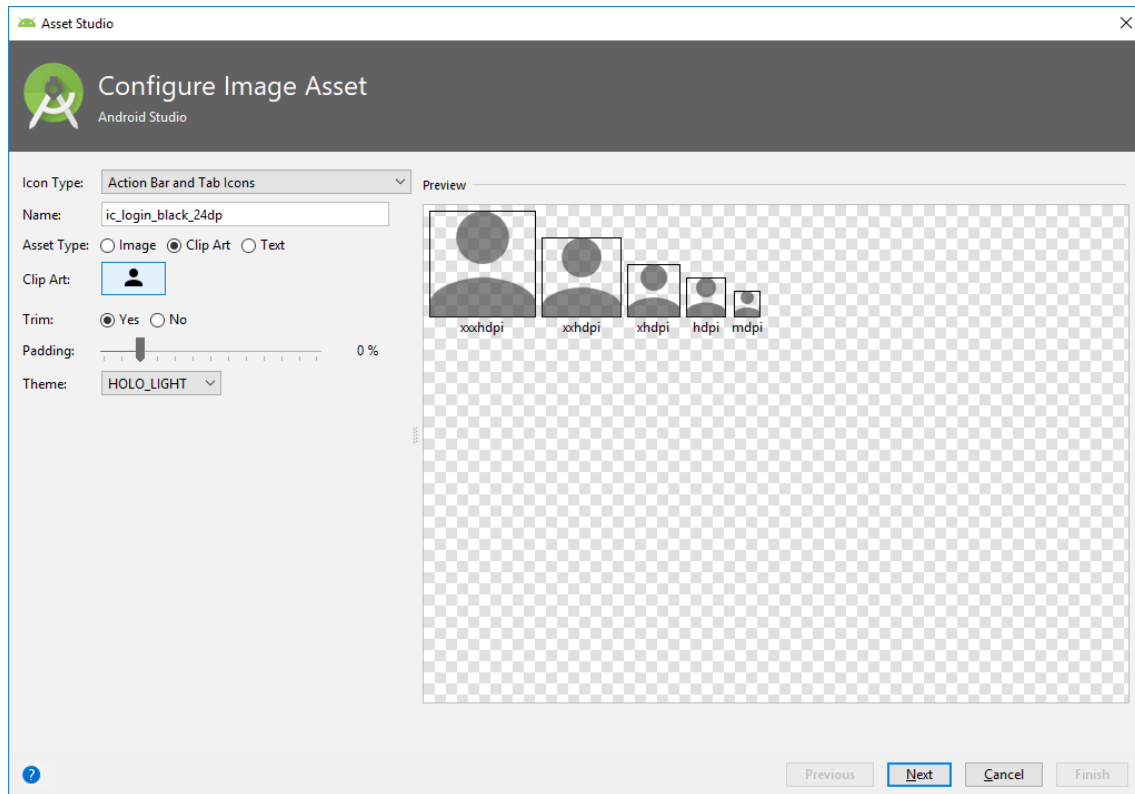 Asset Studio
Configure Image Asset
Android Studio
Icon Type: Action Bar and Tab Icons
Name: ic_login_black_24dp
Asset Type: Image Clip Art Text
Clip Art:
Trim: Yes No
Padding: 0 %
Theme: HOLO_LIGHT
Preview
xxxhdpi xxhdpi xhdpi hdpi mdpi
? Previous Next Cancel Finish